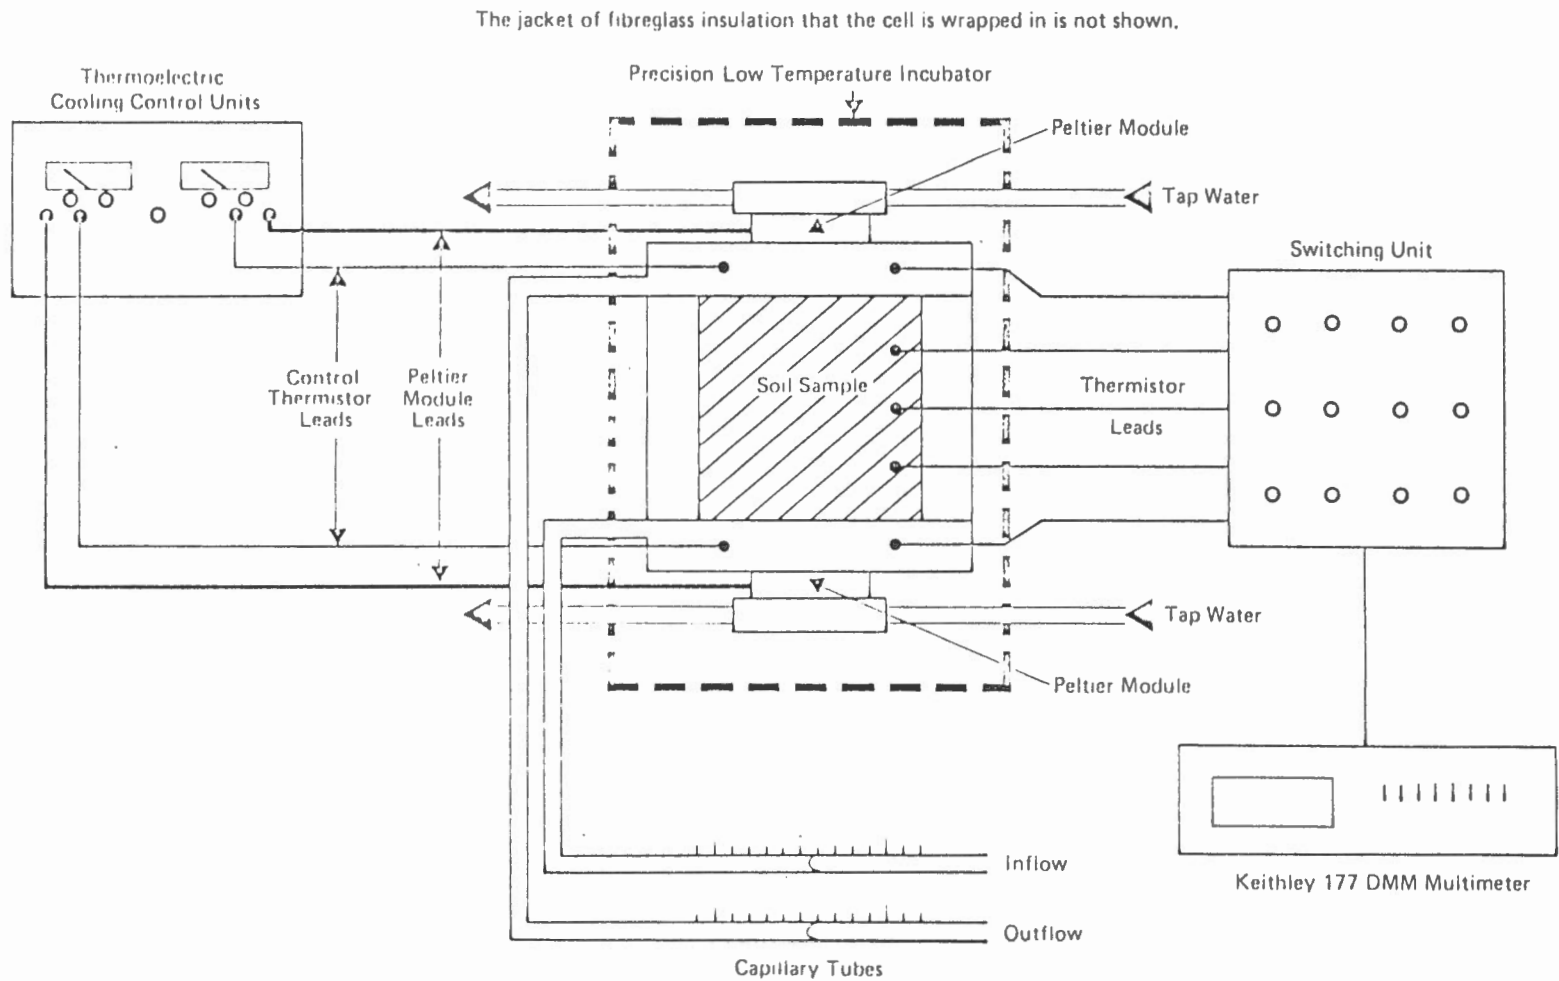 The jacket of fibreglass insulation that the cell is wrapped in is not shown.
Thermoelectric
Cooling Control Units
Precision Low Temperature Incubator
Peltier Module
Tap Water
Switching Unit
Control
Thermistor
Leads
Peltier
Module
Leads
Soil Sample
Thermistor
Leads
Tap Water
Peltier Module
Inflow
Keithley 177 DMM Multimeter
Outflow
Capillary Tubes